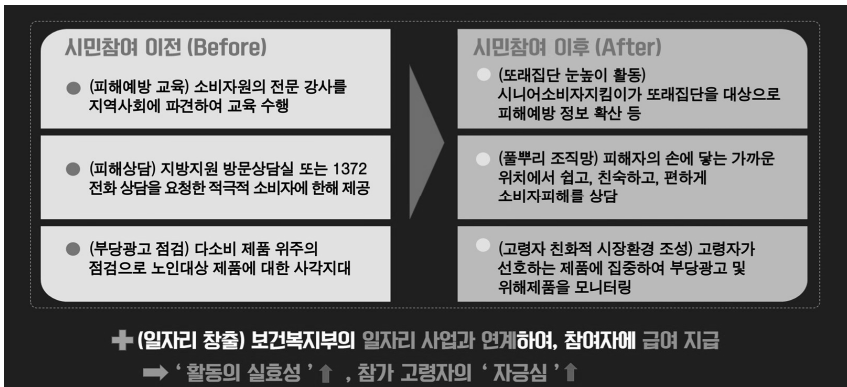 시민참여 이전 (Before)
● (피해예방 교육) 소비자원의 전문 강사를
지역사회에 파견하여 교육 수행
● (피해상담) 지방지원 방문상담실 또는 1372
전화 상담을 요청한 적극적 소비자에 한해 제공
● (부당광고 점검) 다소비 제품 위주의
점검으로 노인대상 제품에 대한 사각지대
시민참여 이후 (After)
● (또래집단 눈높이 활동)
시니어소비자지킴이가 또래집단을 대상으로
피해예방 정보 확산 등
● (풀뿌리 조직망) 피해자의 손에 닿는 가까운
위치에서 쉽고, 친숙하고, 편하게
소비자피해를 상담
● (고령자 친화적 시장환경 조성) 고령자가
선호하는 제품에 집중하여 부당광고 및
위해제품을 모니터링
+ (일자리 창출) 보건복지부의 일자리 사업과 연계하여, 참여자에 급여 지급
➡ ‘ 활동의 실효성 ’ ⬆ , 참가 고령자의 ‘ 자긍심 ’ ⬆